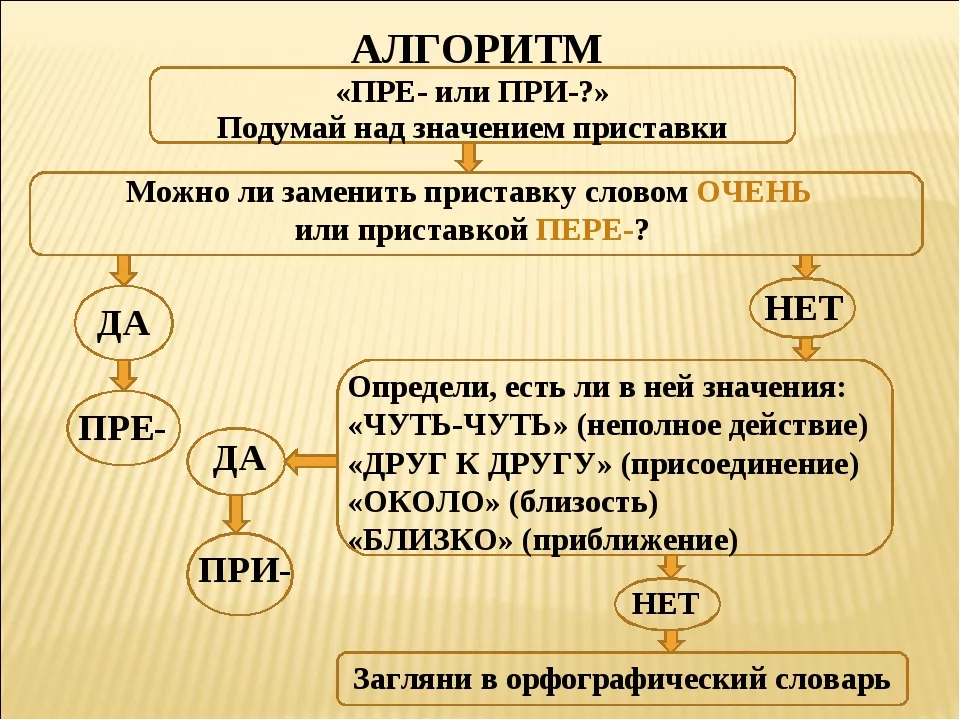 АЛГОРИТМ
«ПРЕ- или ПРИ-?»
Подумай над значением приставки
Можно ли заменить приставку словом ОЧЕНЬ
или приставкой ПЕРЕ-?
ДА
НЕТ
ПРЕ-
Определи, есть ли в ней значения:
«ЧУТЬ-ЧУТЬ» (неполное действие)
«ДРУГ К ДРУГУ» (присоединение)
«ОКОЛО» (близость)
«БЛИЗКО» (приближение)
ДА
ПРИ-
НЕТ
Загляни в орфографический словарь